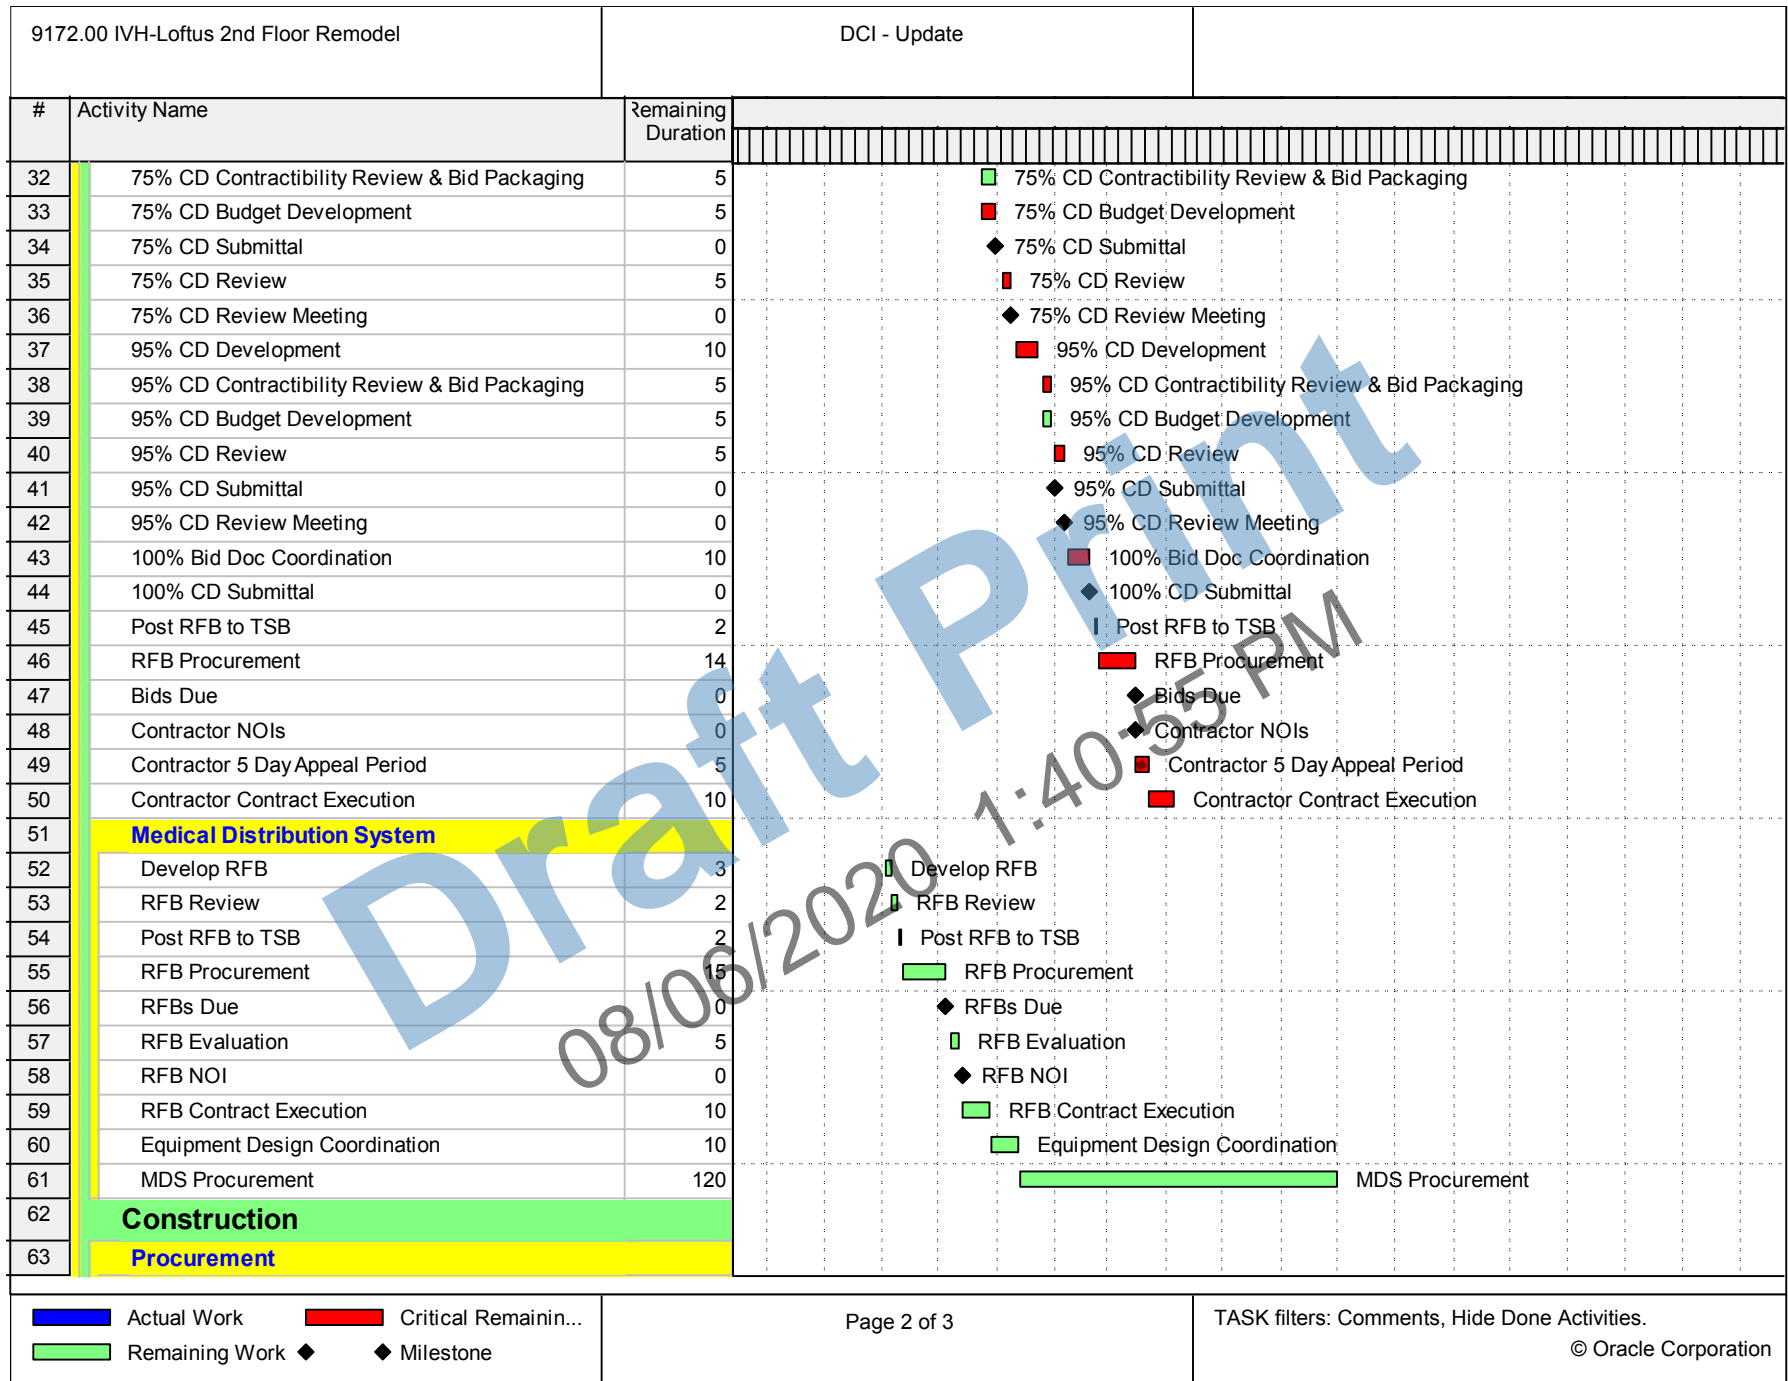 9172.00 IVH-Loftus 2nd Floor Remodel
DCI - Update
# Activity Name Remaining Duration
32 75% CD Contractibility Review & Bid Packaging 5 75% CD Contractibility Review & Bid Packaging
33 75% CD Budget Development 5 75% CD Budget Development
34 75% CD Submittal 0 75% CD Submittal
35 75% CD Review 5 75% CD Review
36 75% CD Review Meeting 0 75% CD Review Meeting
37 95% CD Development 10 95% CD Development
38 95% CD Contractibility Review & Bid Packaging 5 95% CD Contractibility Review & Bid Packaging
39 95% CD Budget Development 5 95% CD Budget Development
40 95% CD Review 5 95% CD Review
41 95% CD Submittal 0 95% CD Submittal
42 95% CD Review Meeting 0 95% CD Review Meeting
43 100% Bid Doc Coordination 10 100% Bid Doc Coordination
44 100% CD Submittal 0 100% CD Submittal
45 Post RFB to TSB 2 Post RFB to TSB
46 RFB Procurement 14 RFB Procurement
47 Bids Due 0 Bids Due
48 Contractor NOIs 0 Contractor NOIs
49 Contractor 5 Day Appeal Period 5 Contractor 5 Day Appeal Period
50 Contractor Contract Execution 10 Contractor Contract Execution
51 Medical Distribution System
52 Develop RFB 3 Develop RFB
53 RFB Review 2 RFB Review
54 Post RFB to TSB 2 Post RFB to TSB
55 RFB Procurement 15 RFB Procurement
56 RFBs Due 0 RFBs Due
57 RFB Evaluation 5 RFB Evaluation
58 RFB NOI 0 RFB NOI
59 RFB Contract Execution 10 RFB Contract Execution
60 Equipment Design Coordination 10 Equipment Design Coordination
61 MDS Procurement 120 MDS Procurement
62 Construction
63 Procurement
Draft Print
08/06/2020 1:40:55 PM
Actual Work Critical Remainin...
Remaining Work Milestone
Page 2 of 3
TASK filters: Comments, Hide Done Activities.
© Oracle Corporation